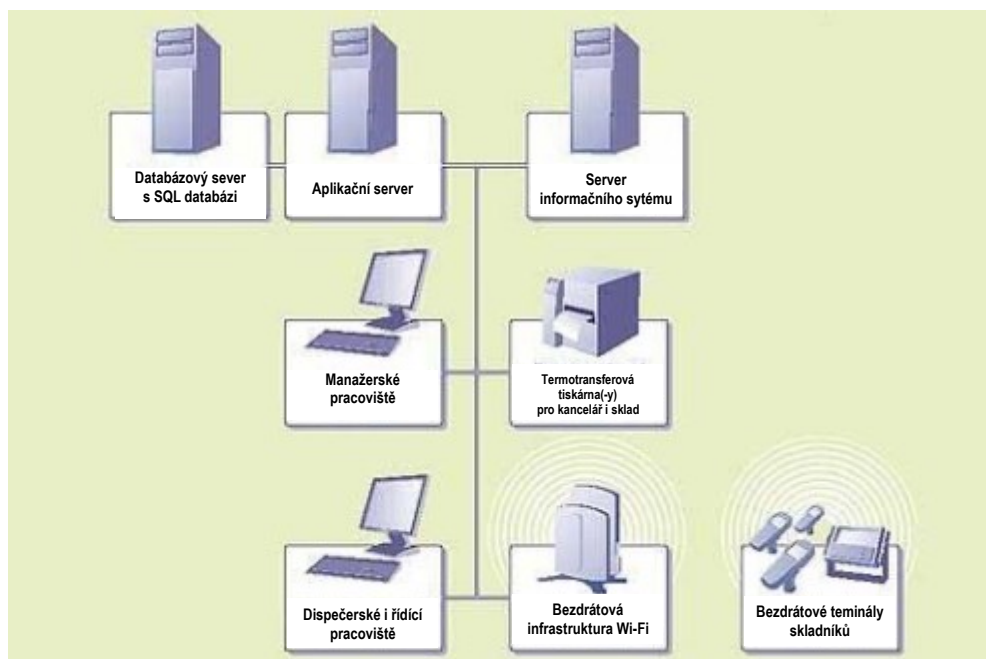 Databázový sever
s SQL databázi
Aplikační server
Server
informačního sytému
Manažerské
pracoviště
Termotransferová
tiskárna(-y)
pro kancelář i sklad
Dispečerské i řídící
pracoviště
Bezdrátová
infrastruktura Wi-Fi
Bezdrátové teminály
skladníků